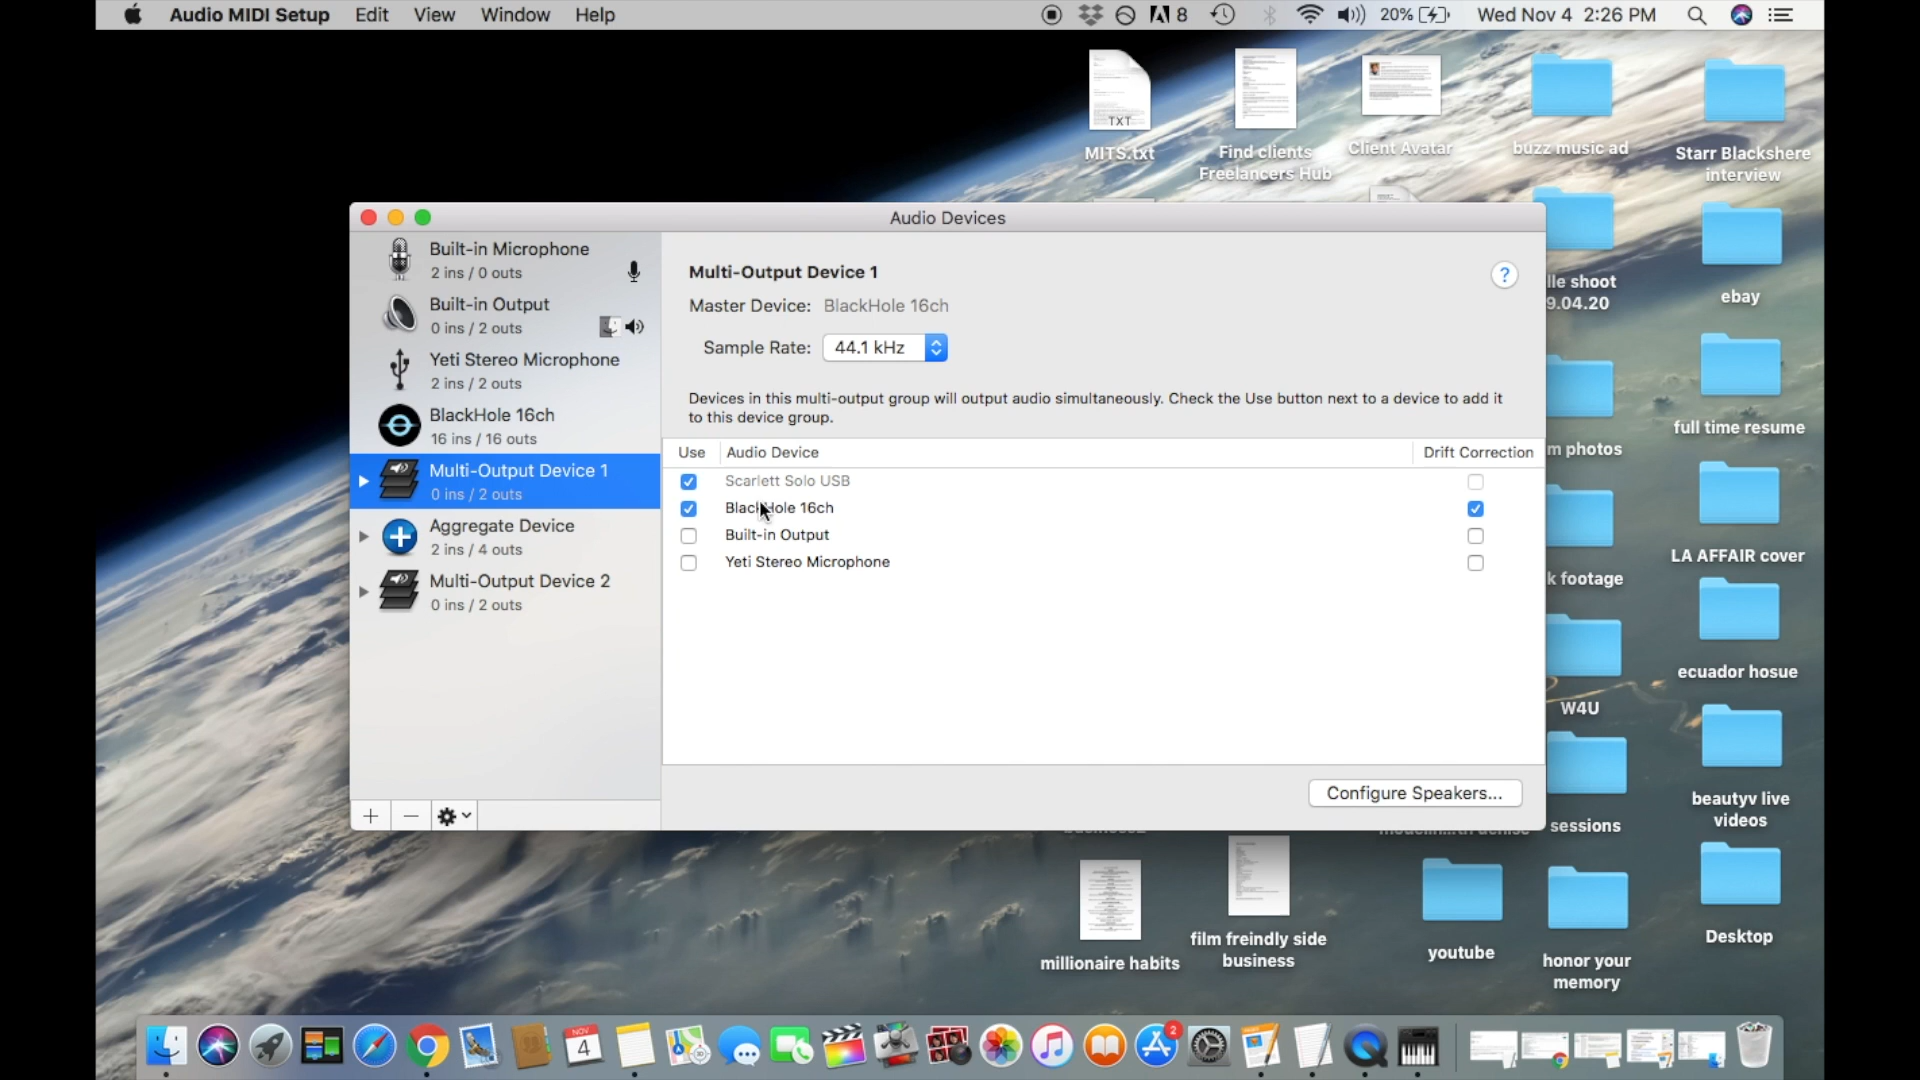 Audio MIDI Setup Edit View Window Help
8 20% Wed Nov 4 2:26 PM
TXT
MITS.txt
Find clients
Freelancers Hub
Client Avatar
buzz music ad
Starr Blackshere
interview
Audio Devices
Built-in Microphone
2 ins / 0 outs
Built-in Output
0 ins / 2 outs
Yeti Stereo Microphone
2 ins / 2 outs
BlackHole 16ch
16 ins / 16 outs
Multi-Output Device 1
0 ins / 2 outs
Aggregate Device
2 ins / 4 outs
Multi-Output Device 2
0 ins / 2 outs
Multi-Output Device 1
?
Master Device: BlackHole 16ch
Sample Rate: 44.1 kHz
Devices in this multi-output group will output audio simultaneously. Check the Use button next to a device to add it
to this device group.
Use Audio Device Drift Correction
Scarlett Solo USB
BlackHole 16ch
Built-in Output
Yeti Stereo Microphone
Configure Speakers...
lle shoot
9.04.20
ebay
m photos
full time resume
k footage
LA AFFAIR cover
W4U
ecuador hosue
sessions
beautyv live
videos
millionaire habits
film freindly side
business
youtube
honor your
memory
Desktop
NOV
4
2